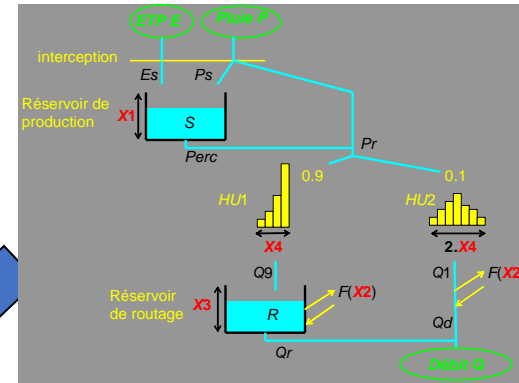 ETP E
Pluie P
interception
Es
Ps
Réservoir de
production
X1
S
Perc
Pr
0.9
0.1
HU1
HU2
X4
2.X4
Q9
Q1
F(X2)
F(X2
Réservoir
de routage
X3
R
Qd
Qr
Débit Q